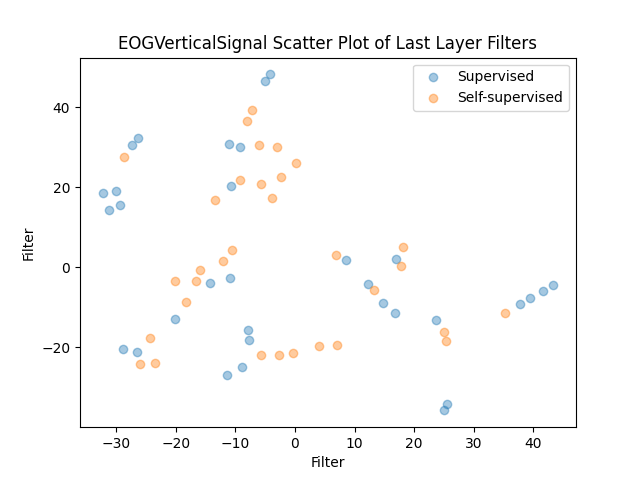 EOGVerticalSignal Scatter Plot of Last Layer Filters
Supervised
Self-supervised
40
20
0
−20
Filter
−30
−20
−10
0
10
20
30
40
Filter